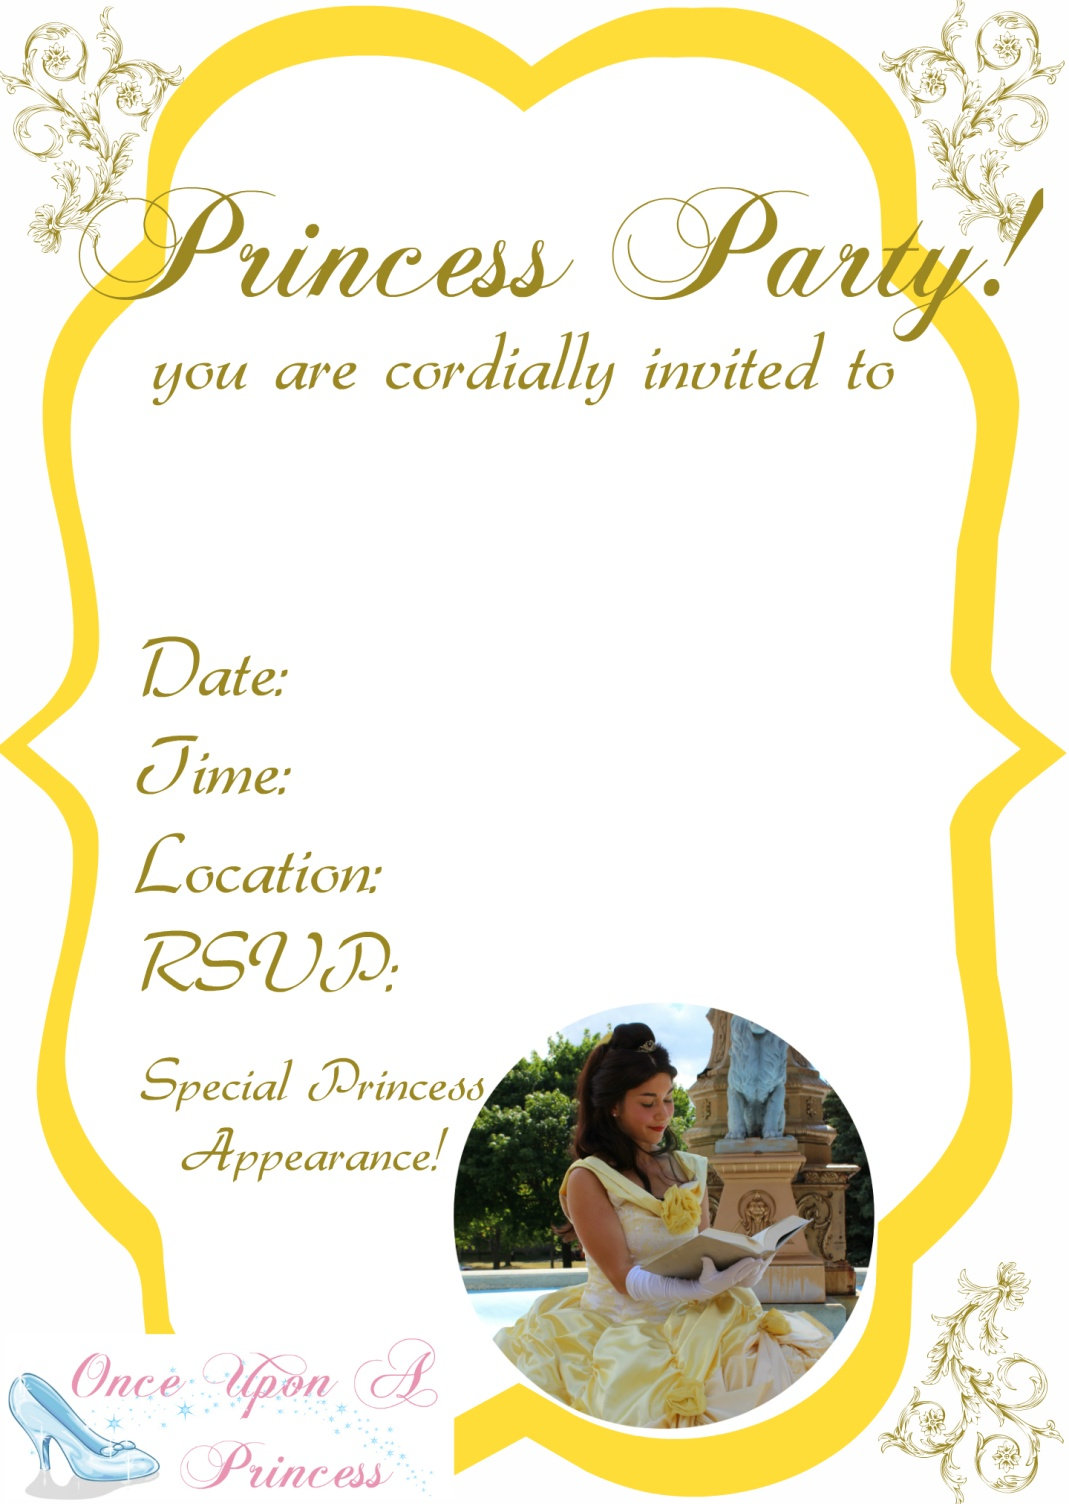 Princess Party!
you are cordially invited to
Date:
Time:
Location:
RSVP:
Special Princess
Appearance!
Once Upon A
Princess